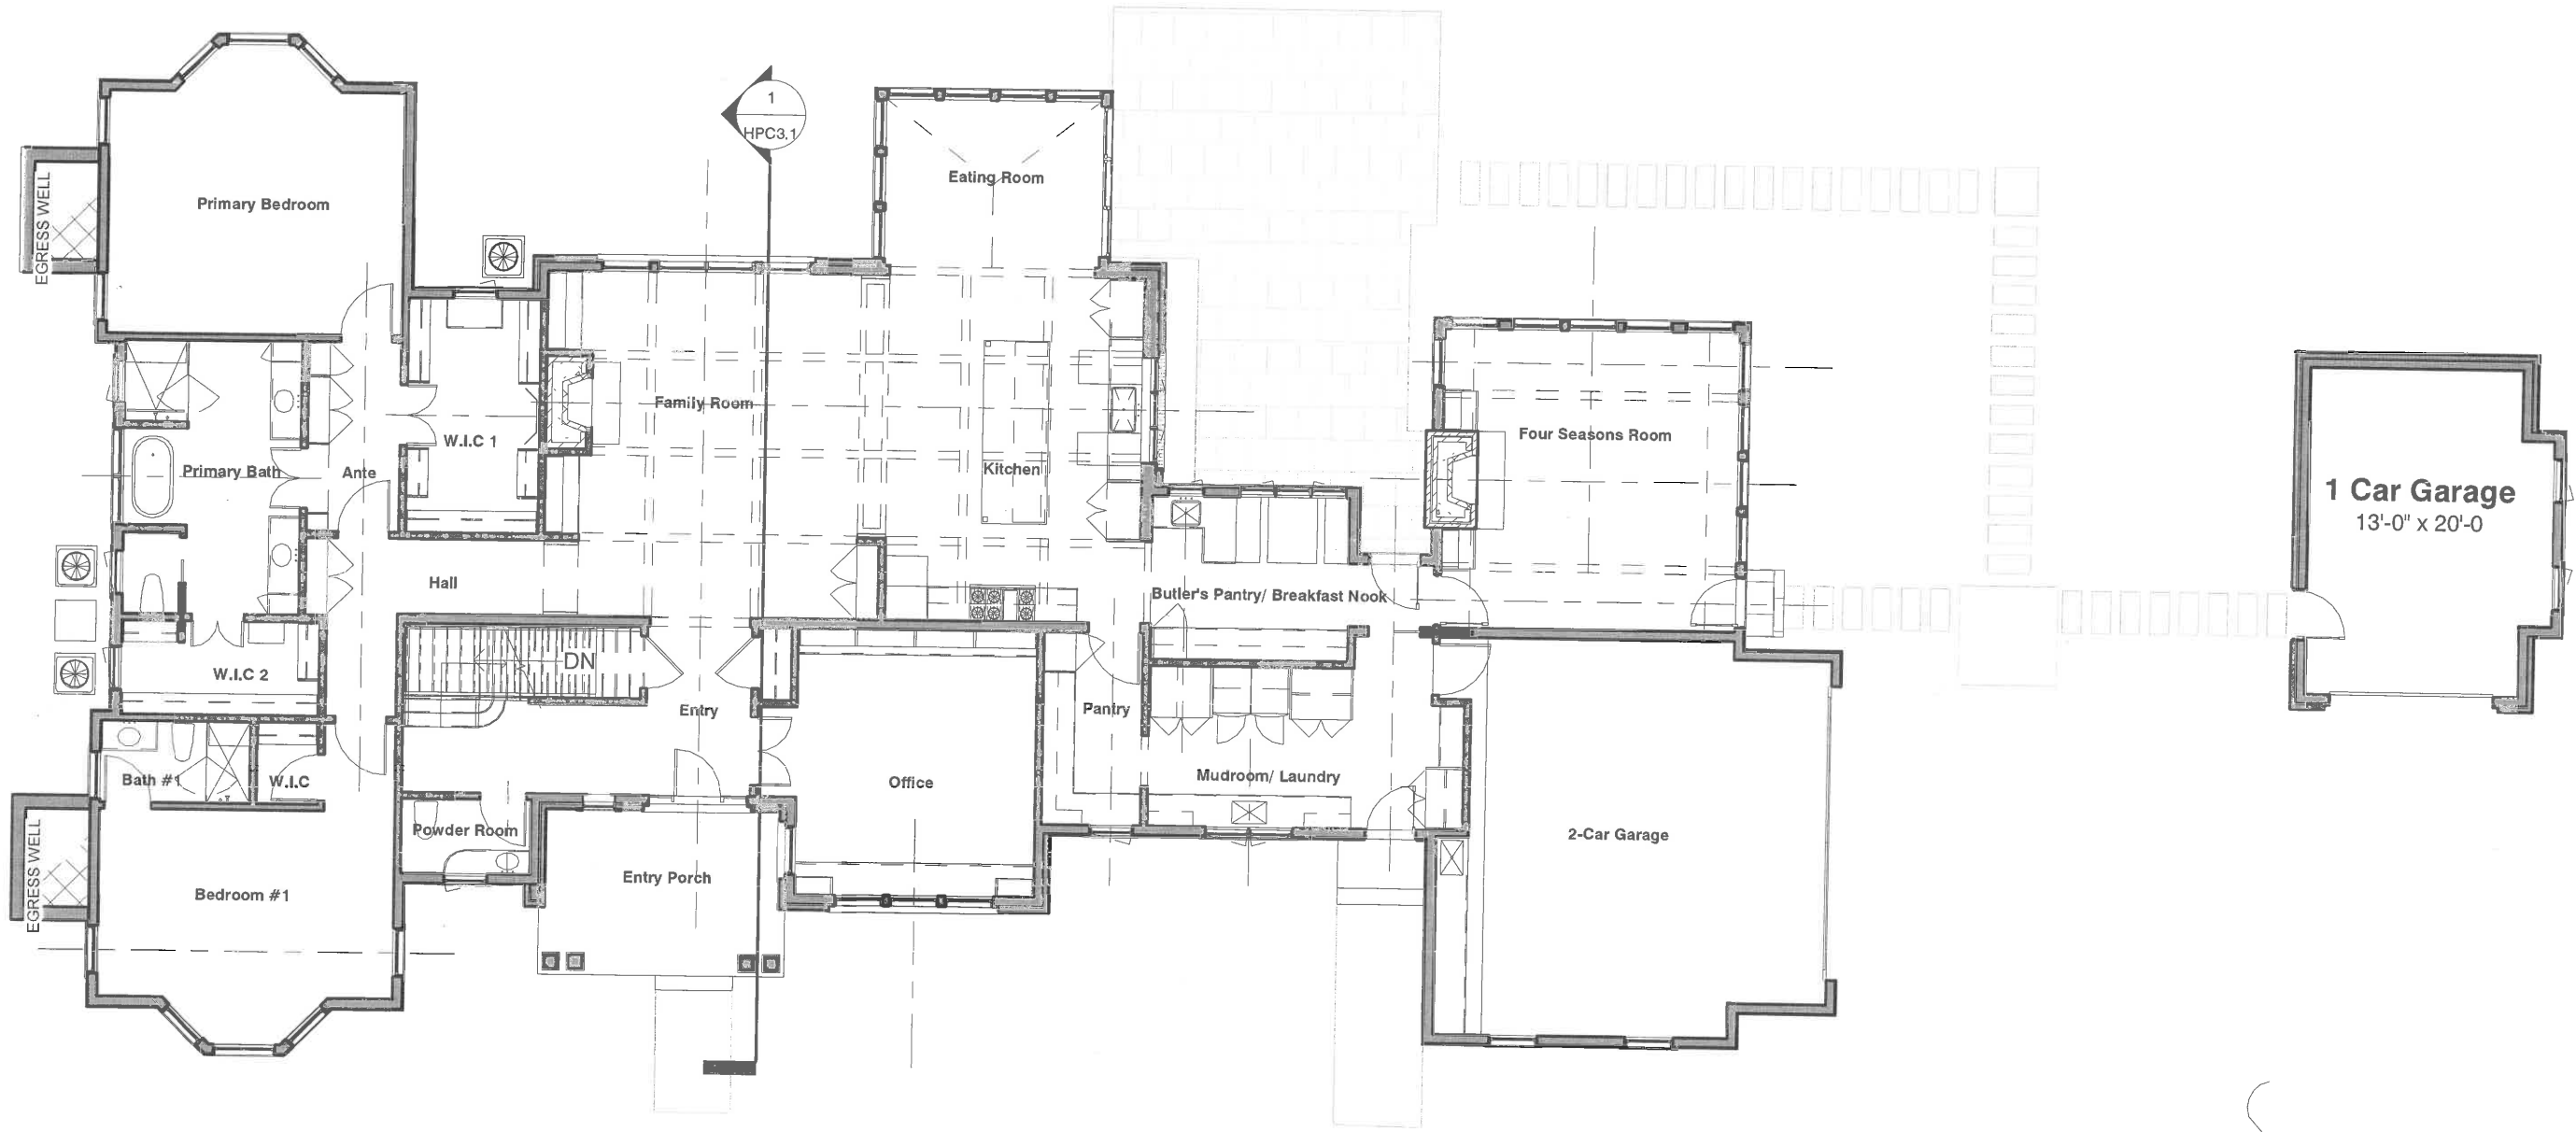 1
HPC3.1
Eating Room
EGRESS WELL
Primary Bedroom
Family Room
Four Seasons Room
W.I.C 1
Primary Bath
Ante
Kitchen
1 Car Garage
13'-0" x 20'-0
Hall
Butler's Pantry/ Breakfast Nook
DN
W.I.C 2
Entry
Pantry
Bath #1
W.I.C
Office
Mudroom/ Laundry
Powder Room
2-Car Garage
EGRESS WELL
Bedroom #1
Entry Porch